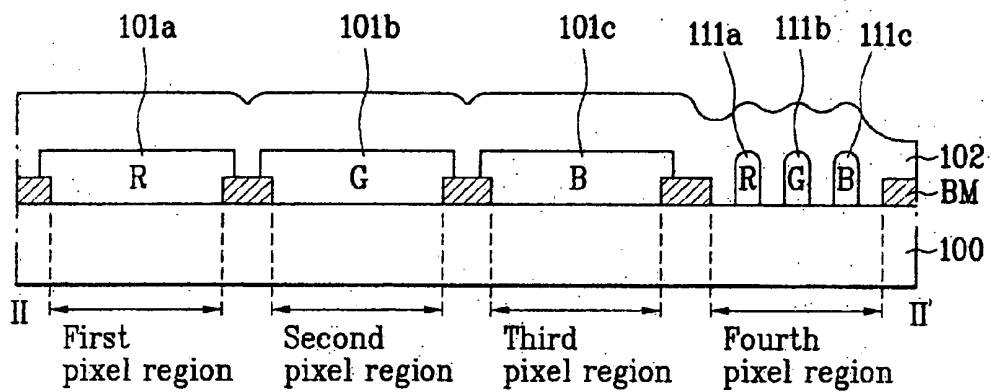 101a 101b 101c 111a 111b 111c
R G B R G B
102
BM
100
II II'
First pixel region
Second pixel region
Third pixel region
Fourth pixel region